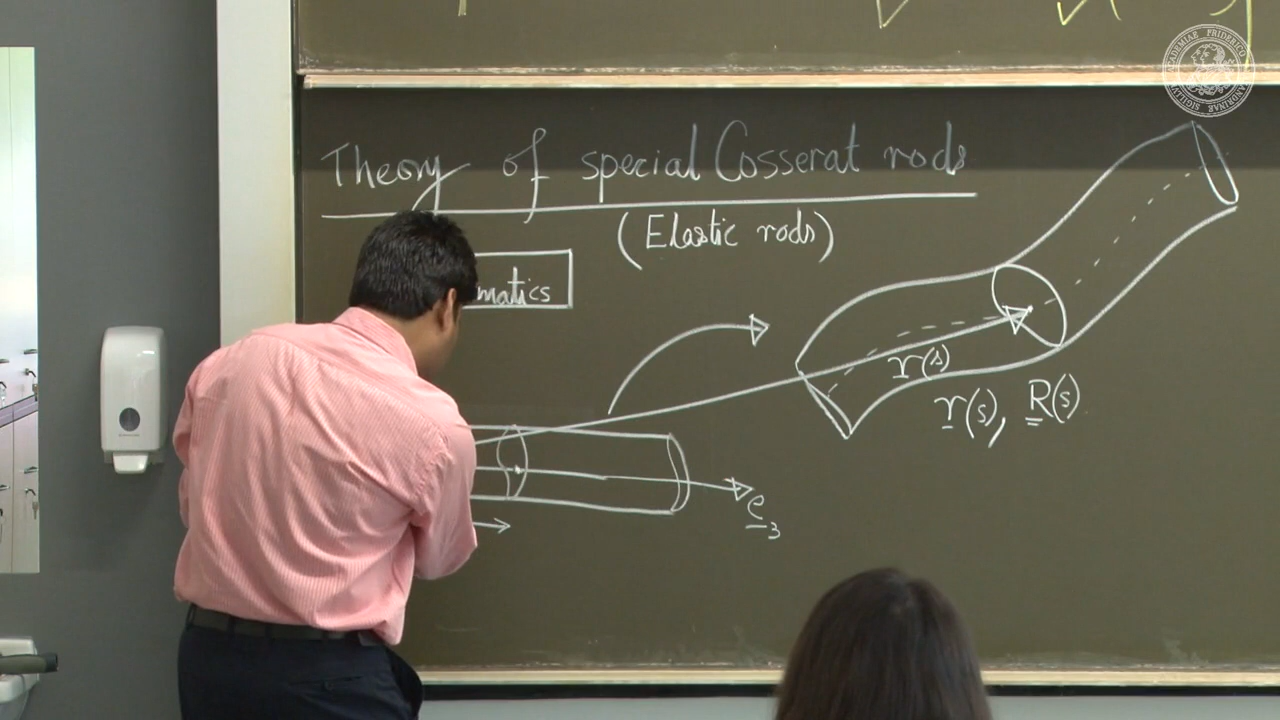 Theory of special Cosserat rods
(Elastic rods)
matics
r(s)
r(s), R(s)
e3